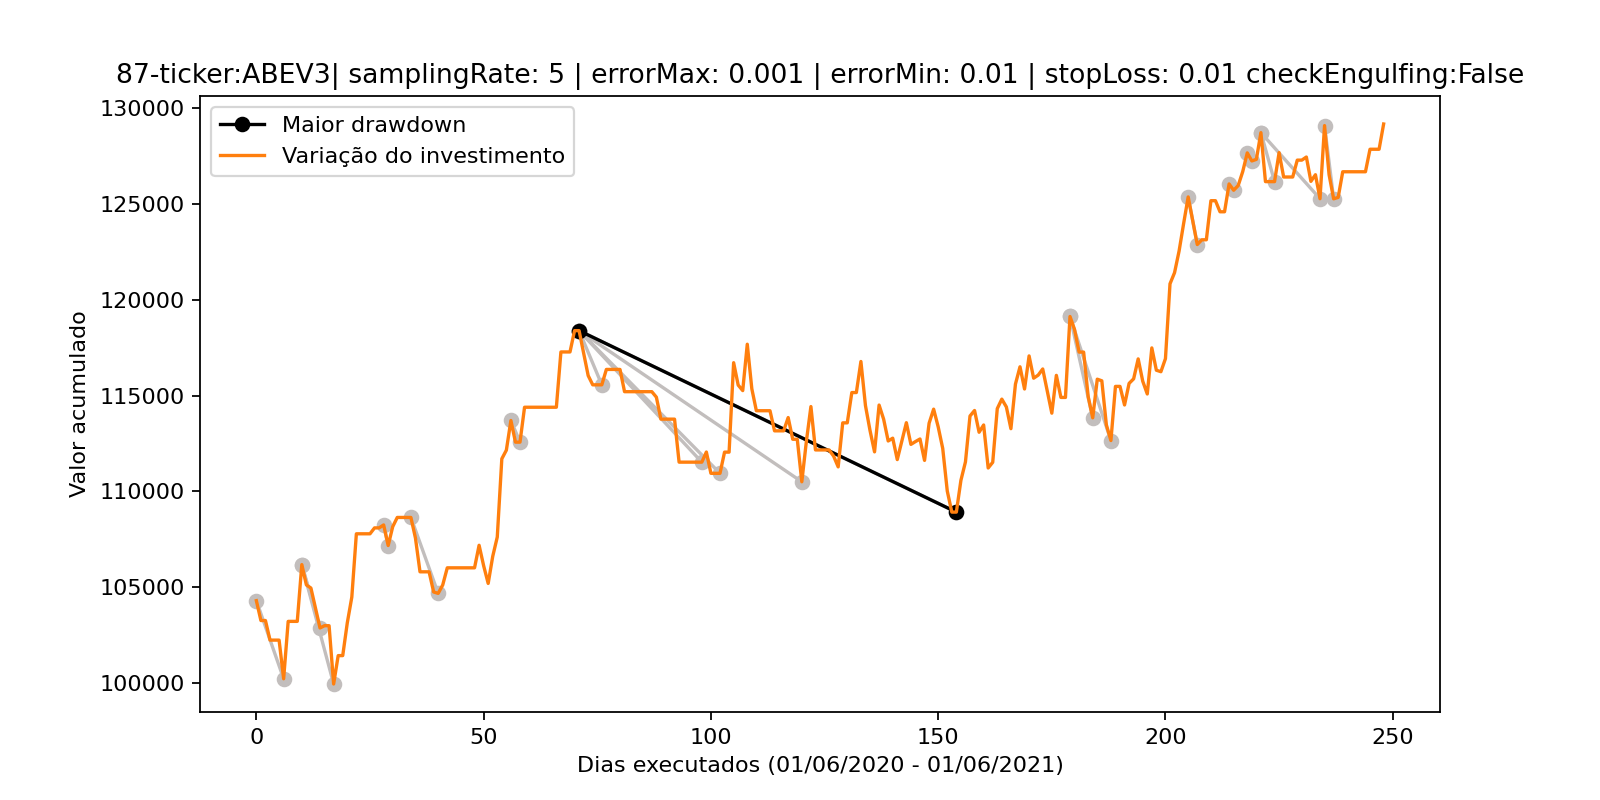 87-ticker:ABEV3| samplingRate: 5 | errorMax: 0.001 | errorMin: 0.01 | stopLoss: 0.01 checkEngulfing:False
Maior drawdown
Variação do investimento
Valor acumulado
130000
125000
120000
115000
110000
105000
100000
0 50 100 150 200 250
Dias executados (01/06/2020 - 01/06/2021)